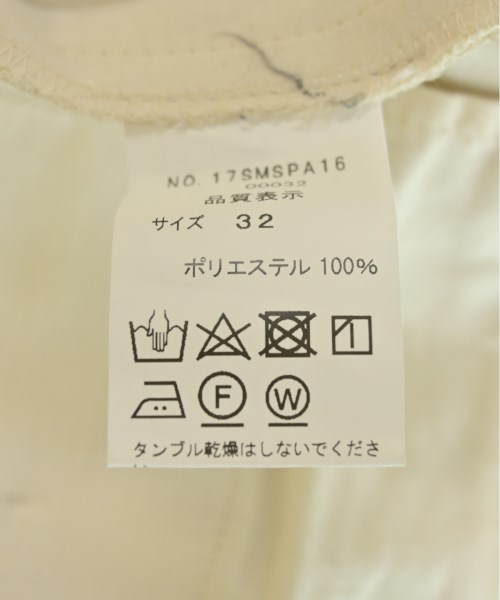 NO. 17SMSPA16
00032
品質表示
サイズ 32
ポリエステル 100%
F W
タンブル乾燥はしないでくださ